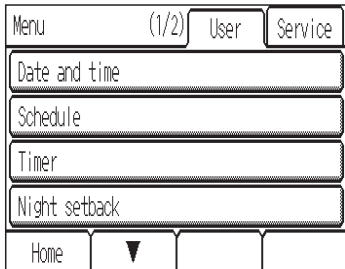 Menu (1/2) User Service
Date and time
Schedule
Timer
Night setback
Home ▼